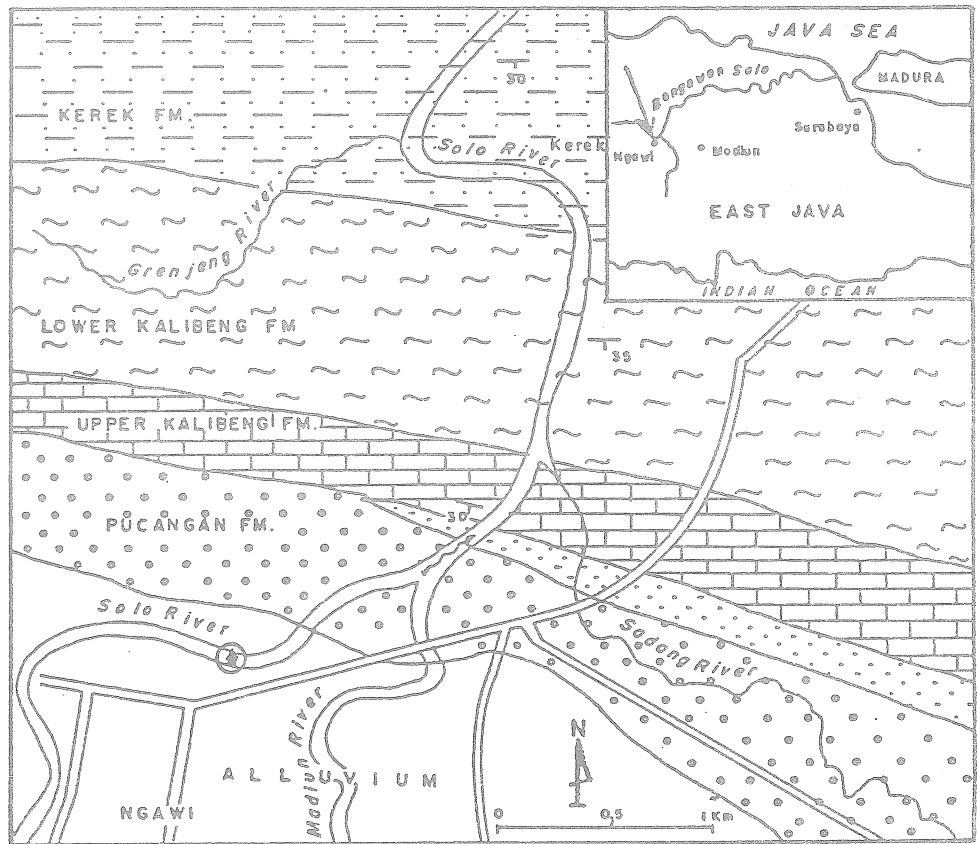 JAVA SEA
MADURA
Bengawan Solo
Surabaya
Ngawi
Madiun
EAST JAVA
INDIAN OCEAN
30
KEREK FM.
Solo River
Kerek
Grenjeng River
LOWER KALIBENG FM
35
UPPER KALIBENG FM.
30
PUCANGAN FM.
Solo River
Sadang River
Madiun River
ALLUVIUM
NGAWI
N
0 0,5 1 Km